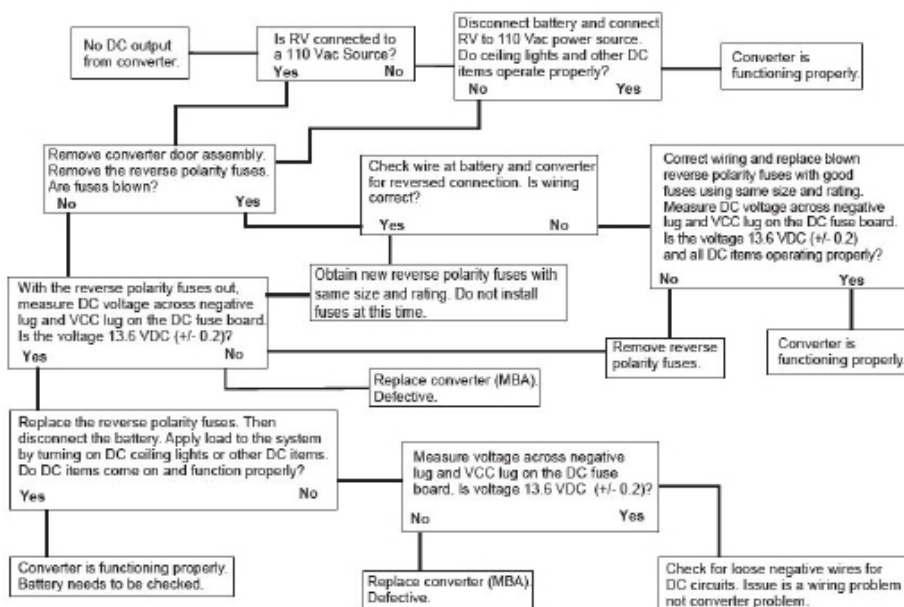 No DC output
from converter.
Is RV connected to
a 110 Vac Source?
Yes No
Disconnect battery and connect
RV to 110 Vac power source.
Do ceiling lights and other DC
items operate properly?
No Yes
Converter is
functioning properly.
Remove converter door assembly.
Remove the reverse polarity fuses.
Are fuses blown?
No Yes
Check wire at battery and converter
for reversed connection. Is wiring
correct?
Yes No
Correct wiring and replace blown
reverse polarity fuses with good
fuses using same size and rating.
Measure DC voltage across negative
lug and VCC lug on the DC fuse board.
Is the voltage 13.6 VDC (+/- 0.2)
and all DC items operating properly?
No Yes
With the reverse polarity fuses out,
measure DC voltage across negative
lug and VCC lug on the DC fuse board.
Is the voltage 13.6 VDC (+/- 0.2)?
Yes No
Obtain new reverse polarity fuses with
same size and rating. Do not install
fuses at this time.
Remove reverse
polarity fuses.
Converter is
functioning properly.
Replace converter (MBA).
Defective.
Replace the reverse polarity fuses. Then
disconnect the battery. Apply load to the system
by turning on DC ceiling lights or other DC items.
Do DC items come on and function properly?
Yes No
Measure voltage across negative
lug and VCC lug on the DC fuse
board. Is voltage 13.6 VDC (+/- 0.2)?
No Yes
Converter is functioning properly.
Battery needs to be checked.
Replace converter (MBA).
Defective.
Check for loose negative wires for
DC circuits. Issue is a wiring problem
not converter problem.